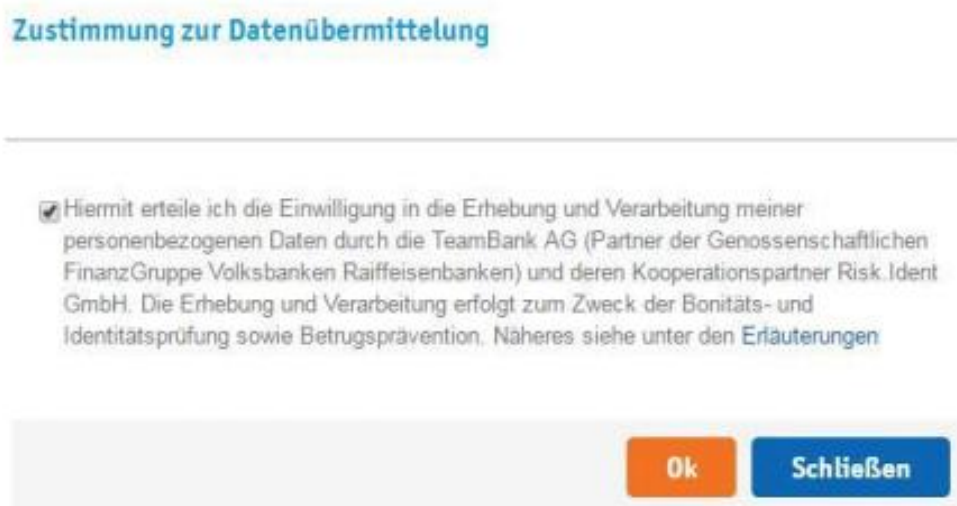 Zustimmung zur Datenübermittelung
Hiermit erteile ich die Einwilligung in die Erhebung und Verarbeitung meiner
personenbezogenen Daten durch die TeamBank AG (Partner der Genossenschaftlichen
FinanzGruppe Volksbanken Raiffeisenbanken) und deren Kooperationspartner Risk.Ident
GmbH. Die Erhebung und Verarbeitung erfolgt zum Zweck der Bonitäts- und
Identitätsprüfung sowie Betrugsprävention. Näheres siehe unter den Erläuterungen
Ok Schließen